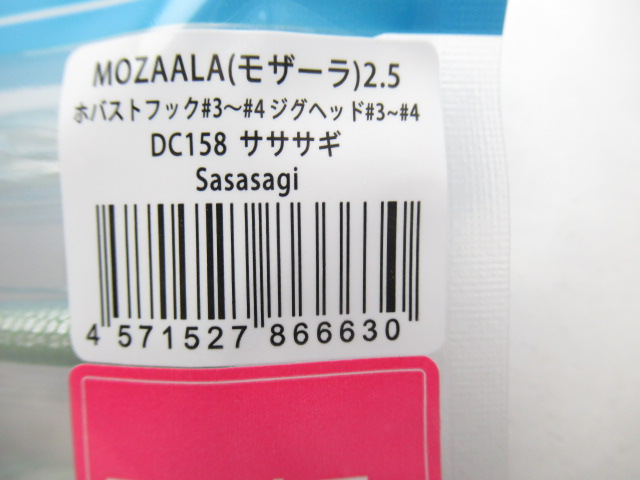 MOZAALA(モザーラ)2.5
ホバストフック#3〜#4 ジグヘッド#3~#4
DC158 サササギ
Sasasagi
4 571527 866630